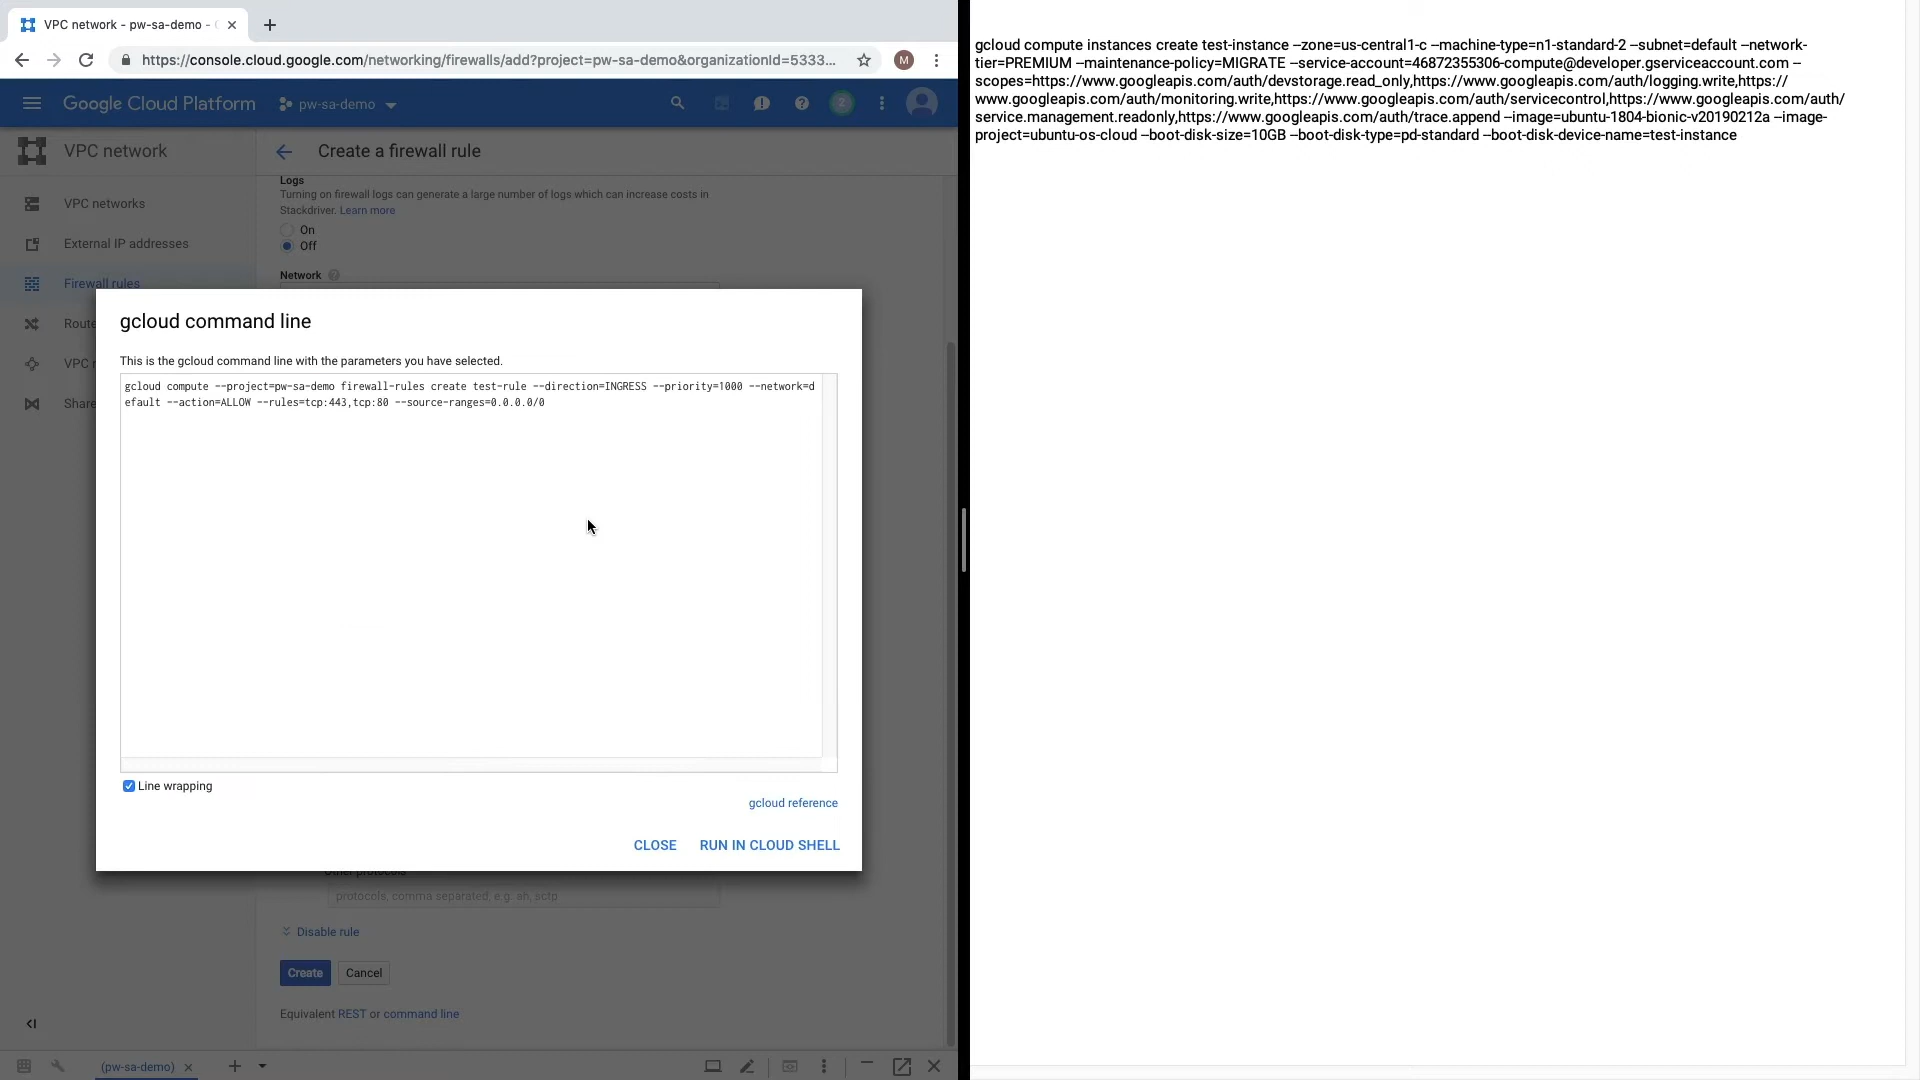 VPC network - pw-sa-demo -
https://console.cloud.google.com/networking/firewalls/add?project=pw-sa-demo&organizationId=5333...
M
Google Cloud Platform
pw-sa-demo
2
VPC network
VPC networks
External IP addresses
Firewall rules
Route
VPC
Share
Create a firewall rule
Logs
Turning on firewall logs can generate a large number of logs which can increase costs in
Stackdriver. Learn more
On
Off
Network
gcloud command line
This is the gcloud command line with the parameters you have selected.
gcloud compute --project=pw-sa-demo firewall-rules create test-rule --direction=INGRESS --priority=1000 --network=d
efault --action=ALLOW --rules=tcp:443,tcp:80 --source-ranges=0.0.0.0/0
Line wrapping
gcloud reference
CLOSE
RUN IN CLOUD SHELL
Other protocols
protocols, comma separated, e.g. ah, sctp
Disable rule
Create
Cancel
Equivalent REST or command line
(pw-sa-demo)
gcloud compute instances create test-instance –zone=us-central1-c –machine-type=n1-standard-2 –subnet=default –network-
tier=PREMIUM –maintenance-policy=MIGRATE –service-account=46872355306-compute@developer.gserviceaccount.com –
scopes=https://www.googleapis.com/auth/devstorage.read_only,https://www.googleapis.com/auth/logging.write,https://
www.googleapis.com/auth/monitoring.write,https://www.googleapis.com/auth/servicecontrol,https://www.googleapis.com/auth/
service.management.readonly,https://www.googleapis.com/auth/trace.append –image=ubuntu-1804-bionic-v20190212a –image-
project=ubuntu-os-cloud –boot-disk-size=10GB –boot-disk-type=pd-standard –boot-disk-device-name=test-instance